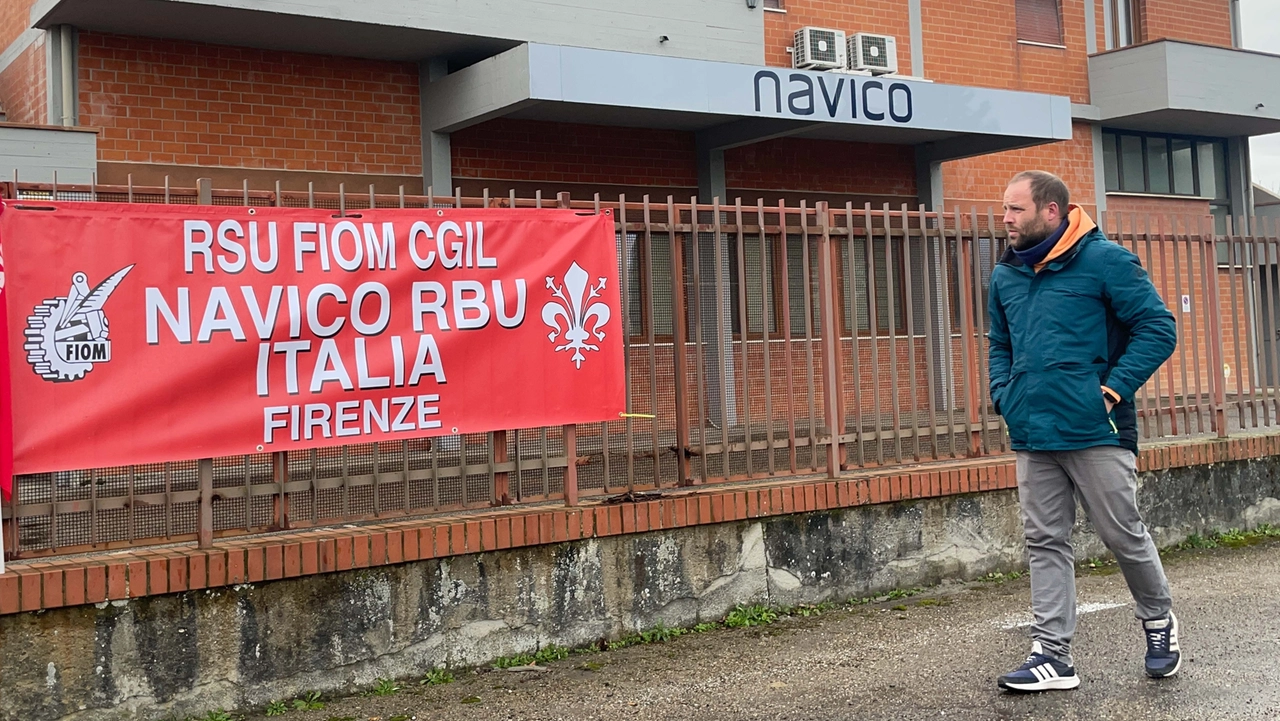 navico
RSU FIOM CGIL
NAVICO RBU
ITALIA
FIRENZE
FIOM